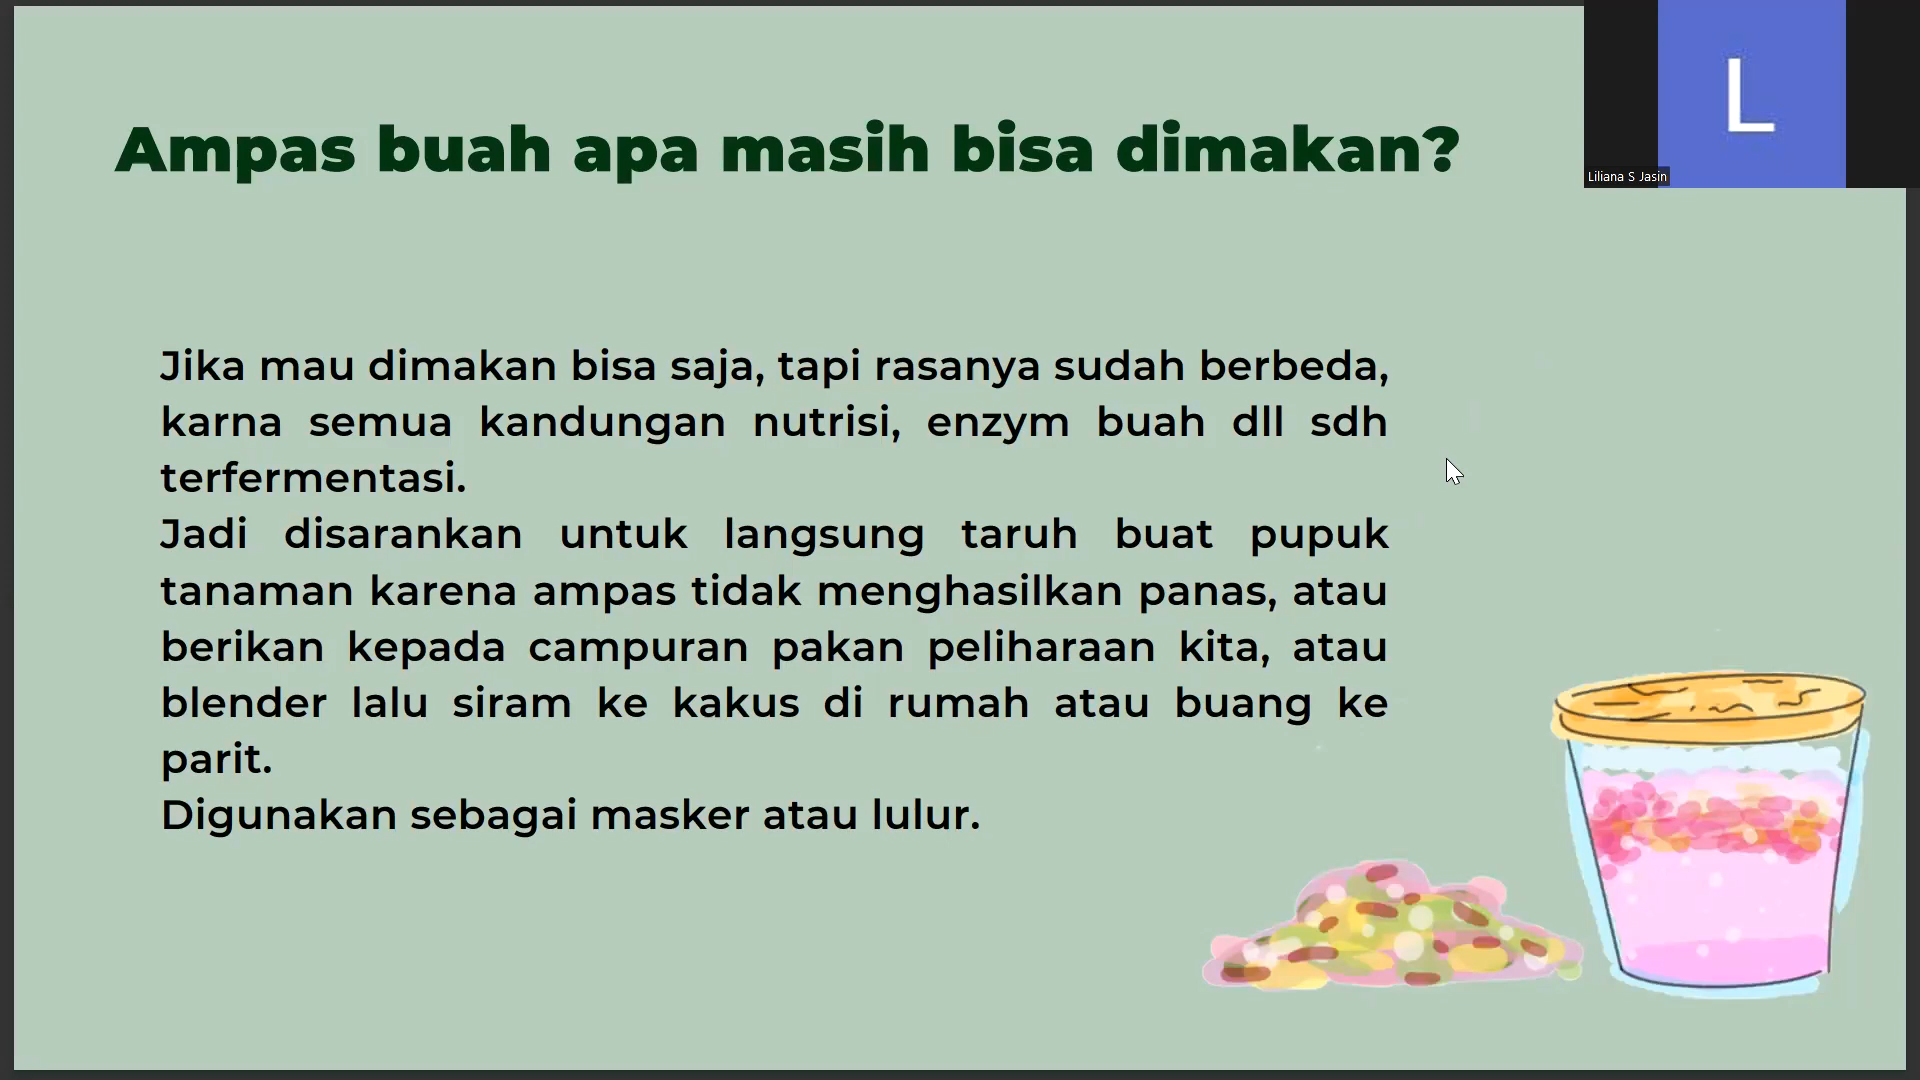 Ampas buah apa masih bisa dimakan?
L
Liliana S Jasin
Jika mau dimakan bisa saja, tapi rasanya sudah berbeda,
karna semua kandungan nutrisi, enzym buah dll sdh
terfermentasi.
Jadi disarankan untuk langsung taruh buat pupuk
tanaman karena ampas tidak menghasilkan panas, atau
berikan kepada campuran pakan peliharaan kita, atau
blender lalu siram ke kakus di rumah atau buang ke
parit.
Digunakan sebagai masker atau lulur.